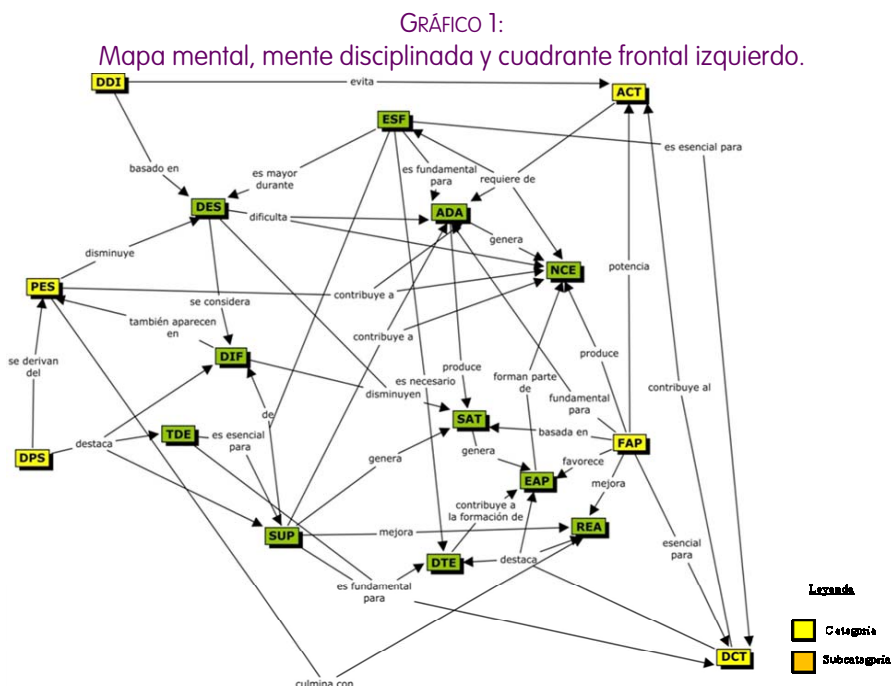 GRÁFICO 1:
Mapa mental, mente disciplinada y cuadrante frontal izquierdo.
DDI
evita
ACT
ESF
es esencial para
basado en
es mayor
durante
es fundamental
para
requiere de
DES
dificulta
ADA
genera
disminuye
NCE
potencia
PES
se considera
contribuye a
también aparecen
en
contribuye a
produce
se derivan
del
DIF
produce
es necesario
forman parte
de
contribuye al
disminuyen
fundamental
para
de
SAT
TDE
es esencial
para
basada en
FAP
destaca
DPS
genera
genera
favorece
EAP
mejora
contribuye a
la formación de
SUP
mejora
REA
esencial
para
DTE
destaca
es fundamental
para
Leyenda
Categoría
DCT
Subcategoría
culmina con